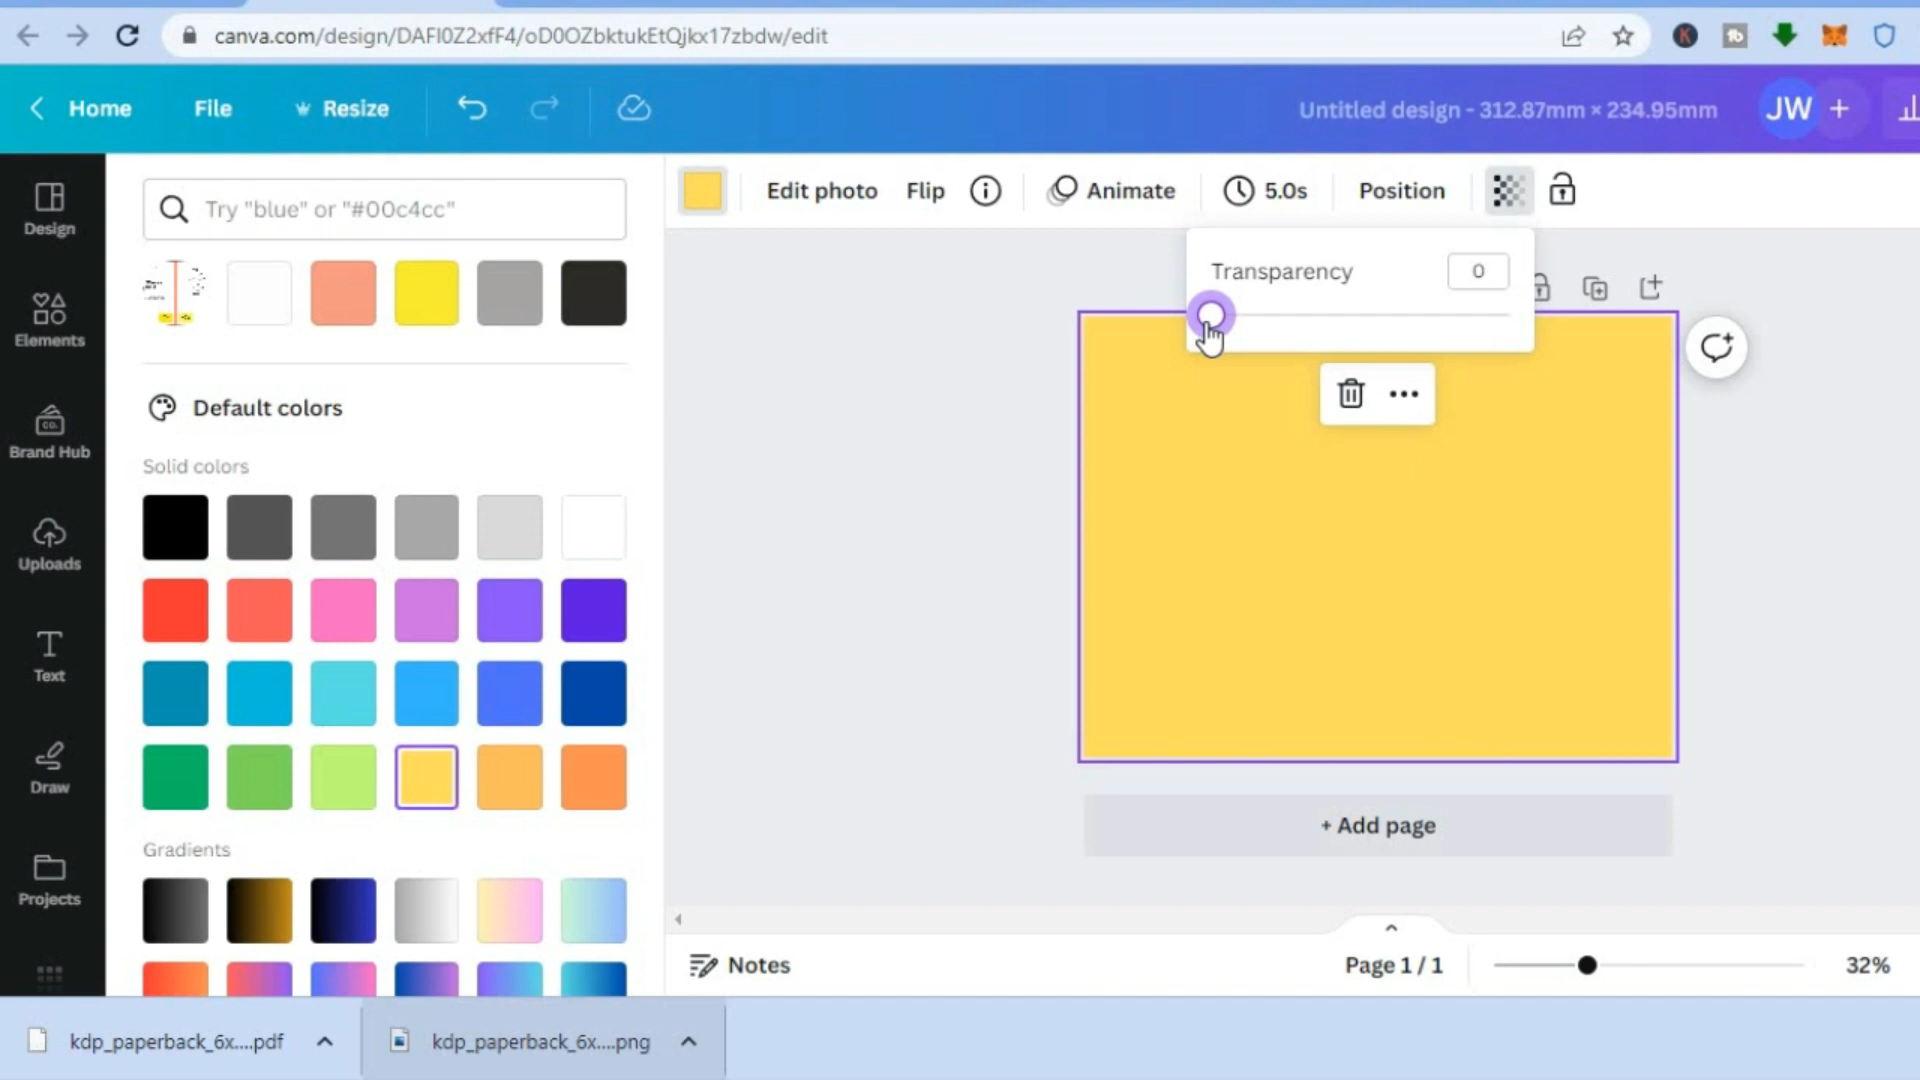 canva.com/design/DAFI0Z2xfF4/oD0OZbktukEtQjkx17zbdw/edit
Home File Resize Untitled design - 312.87mm × 234.95mm JW +
Try "blue" or "#00c4cc"
Edit photo Flip Animate 5.0s Position
Design
Transparency 0
Elements
Default colors
Brand Hub
Solid colors
Uploads
Text
Draw
+ Add page
Gradients
Projects
Notes Page 1 / 1 32%
kdp_paperback_6x....pdf kdp_paperback_6x....png